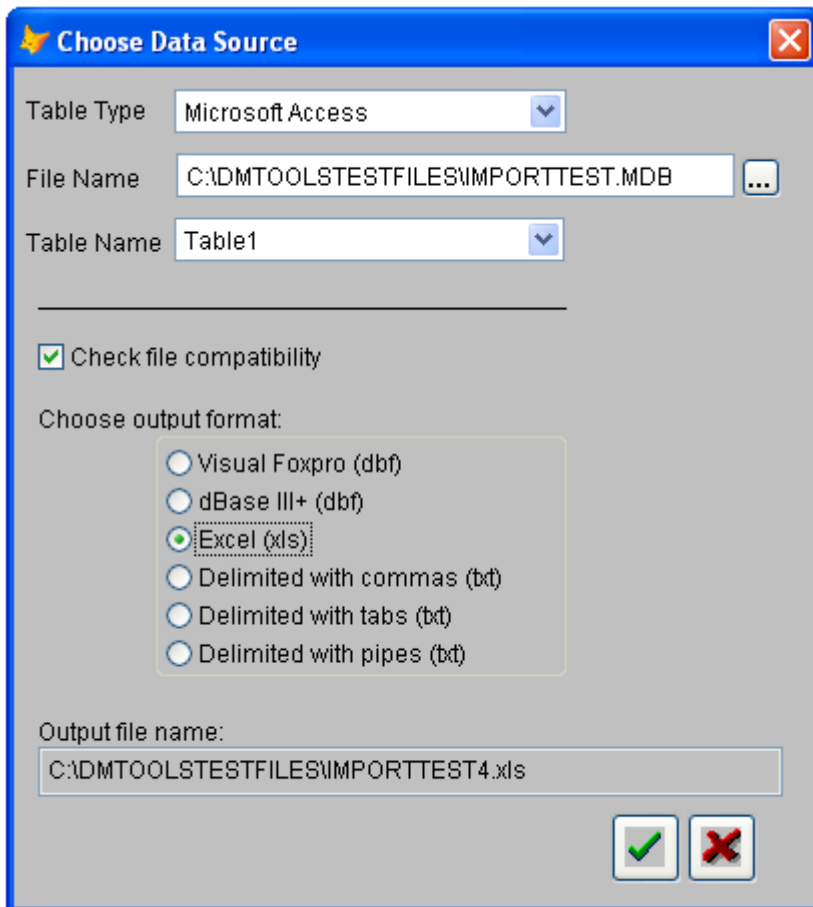 Choose Data Source
Table Type Microsoft Access
File Name C:\DMTOOLSTESTFILES\IMPORTTEST.MDB ...
Table Name Table1
Check file compatibility
Choose output format:
Visual Foxpro (dbf)
dBase III+ (dbf)
Excel (xls)
Delimited with commas (txt)
Delimited with tabs (txt)
Delimited with pipes (txt)
Output file name:
C:\DMTOOLSTESTFILES\IMPORTTEST4.xls